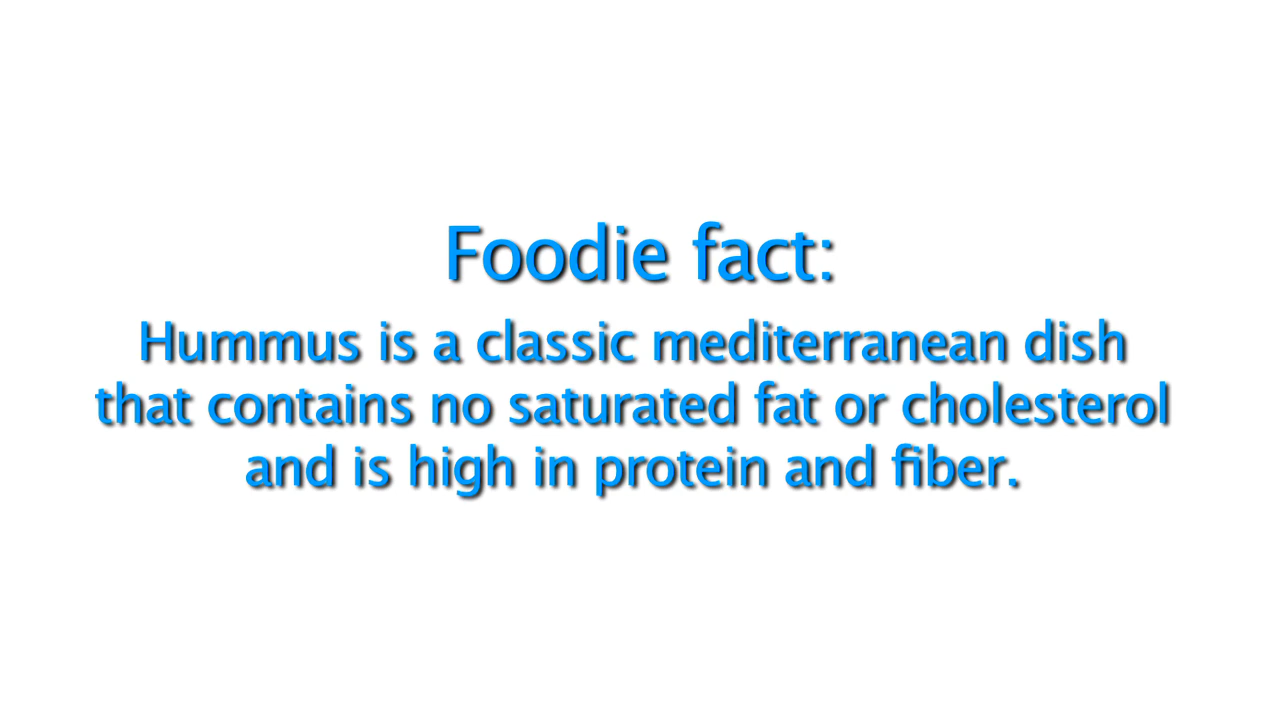 Foodie fact:
Hummus is a classic mediterranean dish
that contains no saturated fat or cholesterol
and is high in protein and fiber.